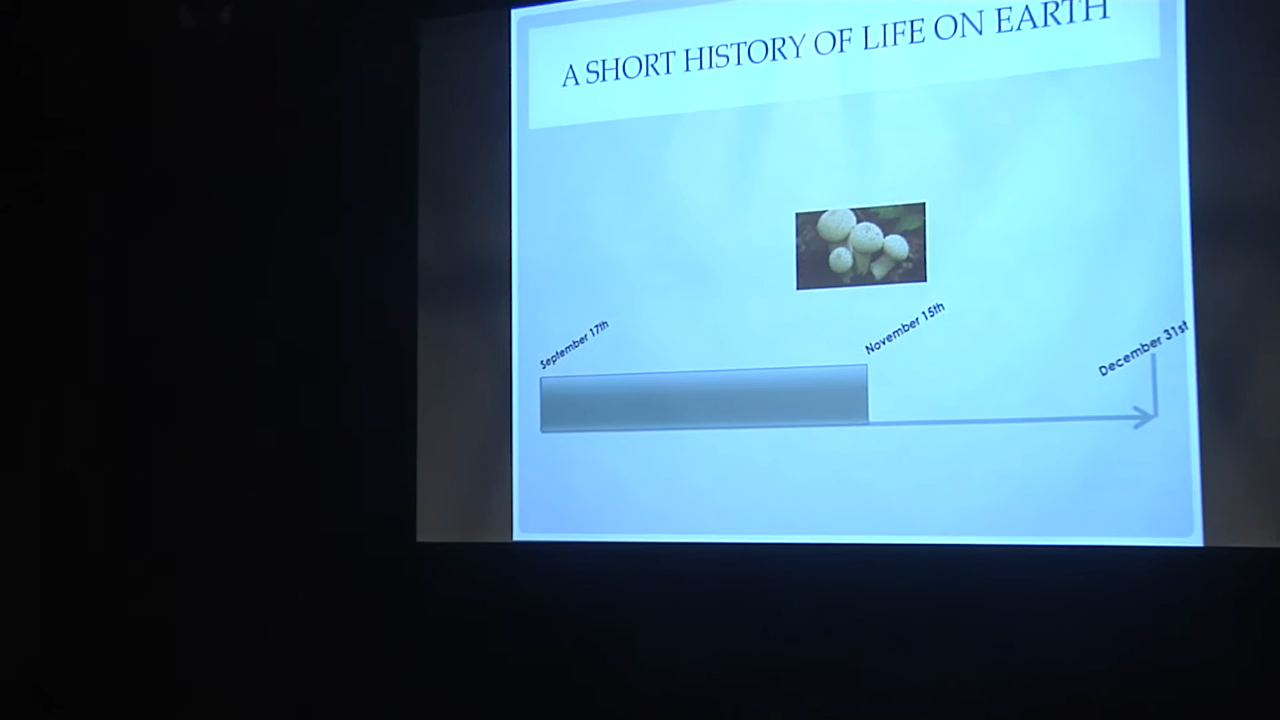 A SHORT HISTORY OF LIFE ON EARTH
September 17th
November 15th
December 31st